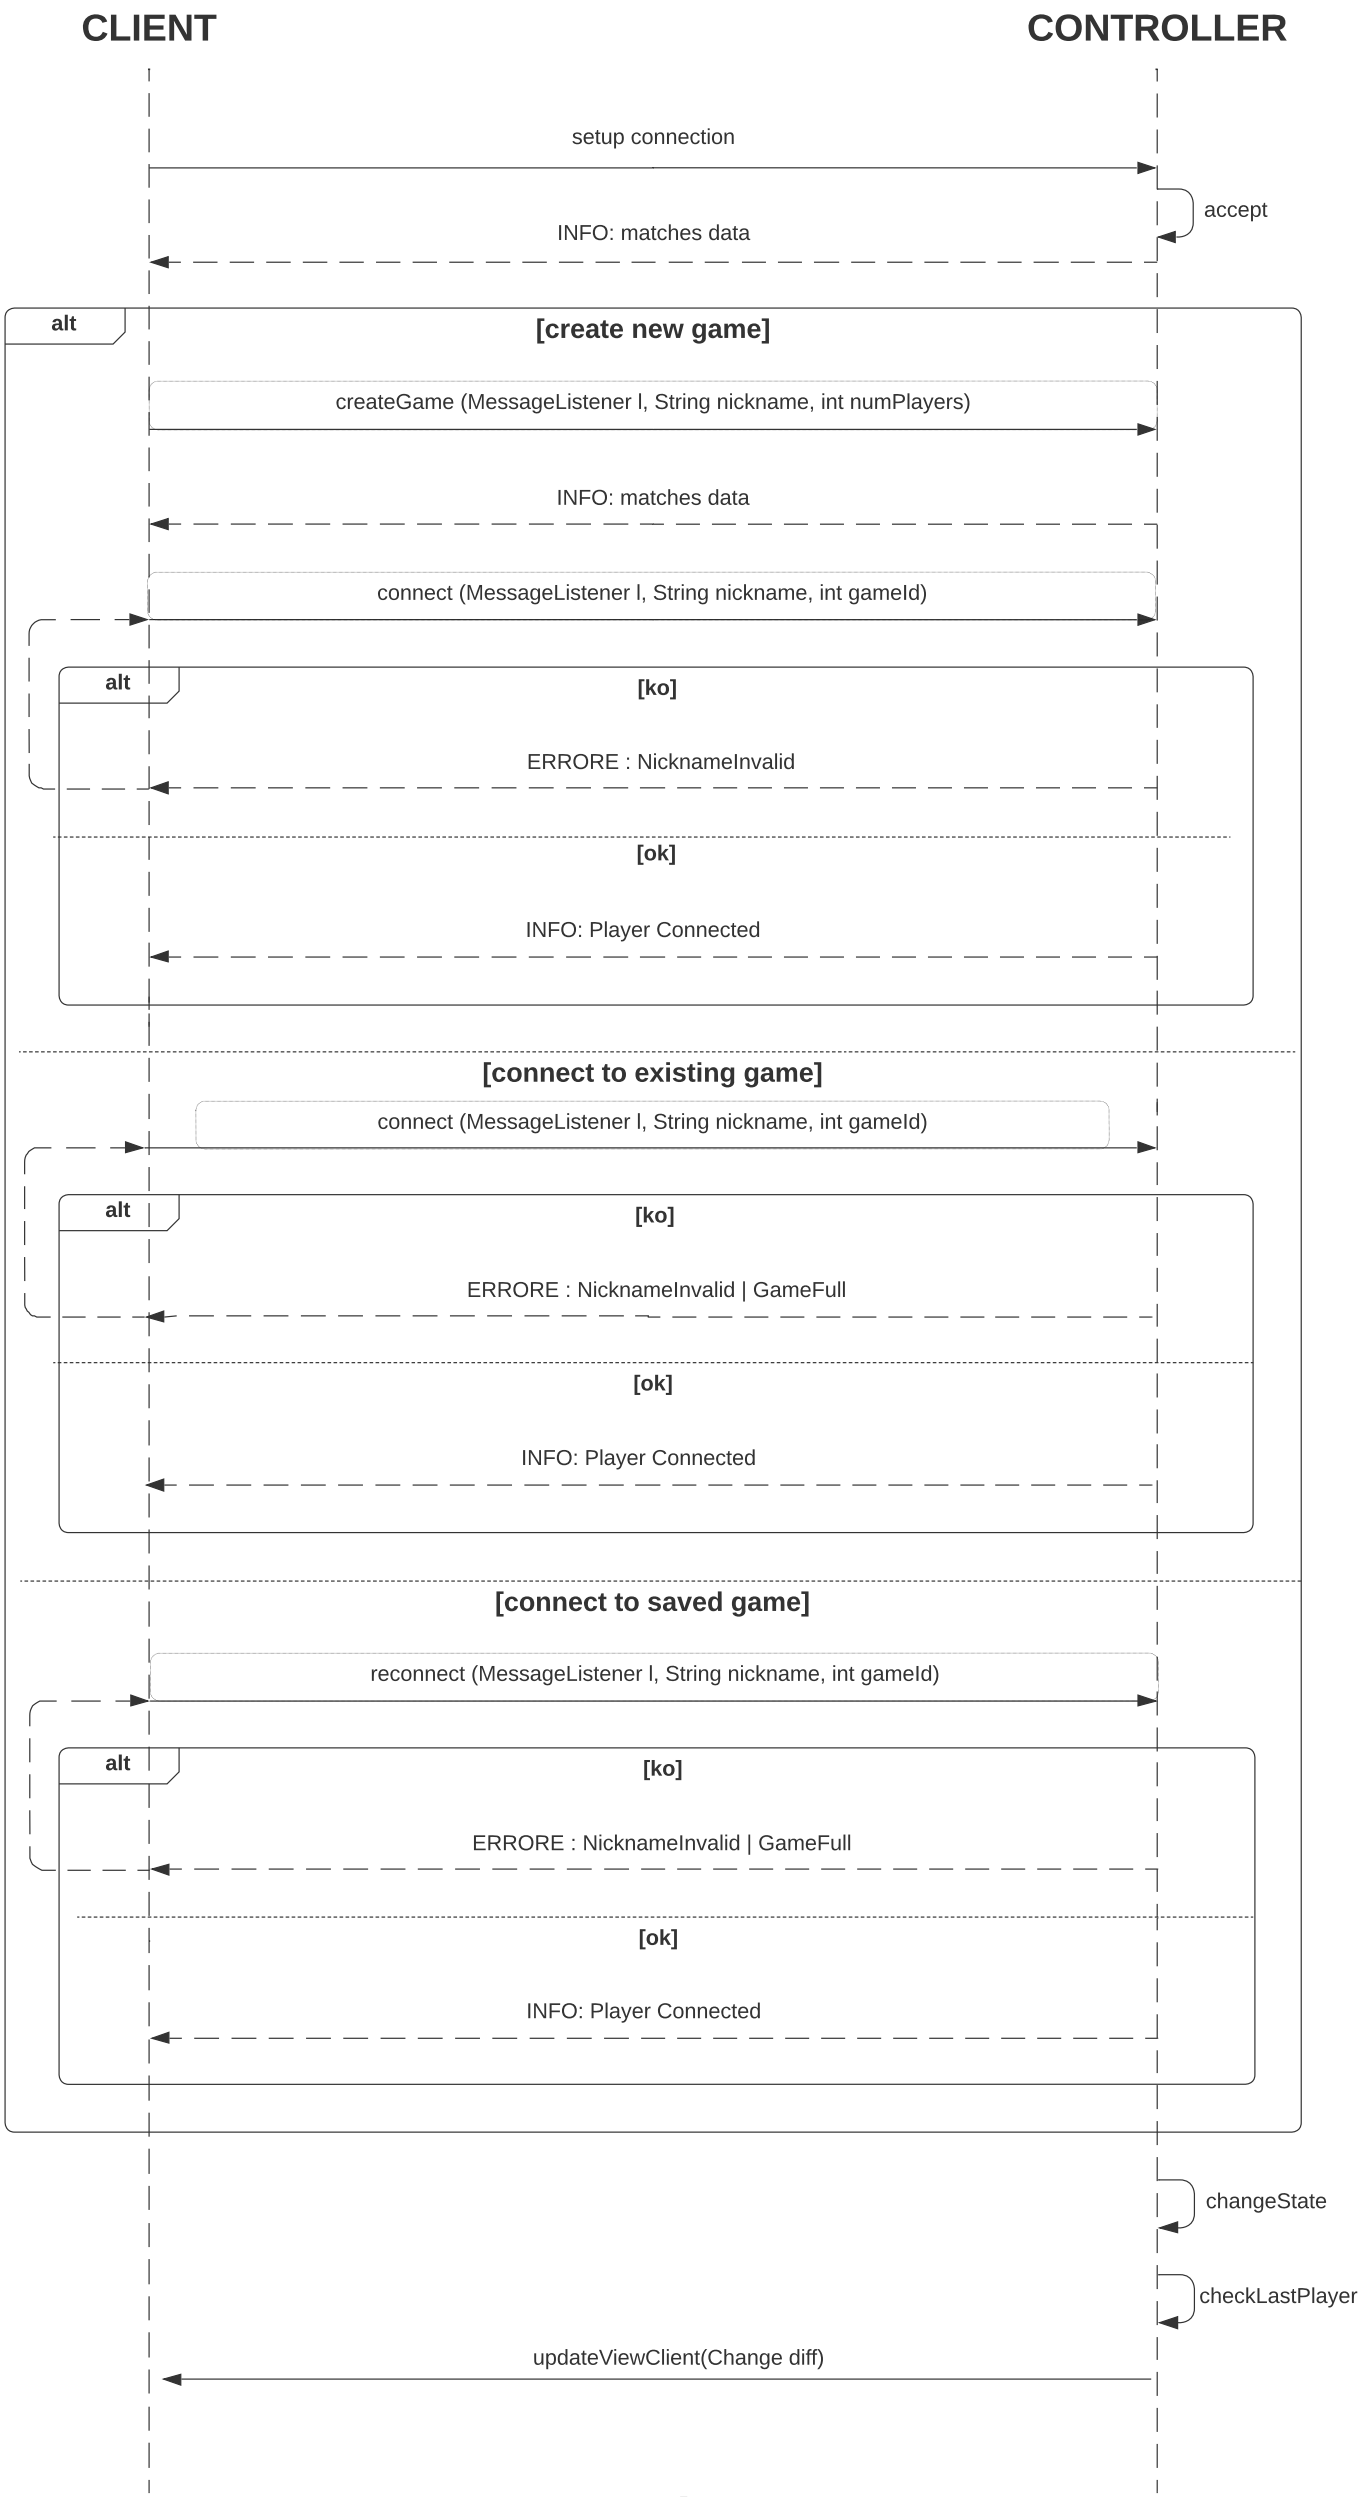 CLIENT
CONTROLLER
setup connection
accept
INFO: matches data
alt
[create new game]
createGame (MessageListener l, String nickname, int numPlayers)
INFO: matches data
connect (MessageListener l, String nickname, int gameId)
alt
[ko]
ERRORE : NicknameInvalid
[ok]
INFO: Player Connected
[connect to existing game]
connect (MessageListener l, String nickname, int gameId)
alt
[ko]
ERRORE : NicknameInvalid | GameFull
[ok]
INFO: Player Connected
[connect to saved game]
reconnect (MessageListener l, String nickname, int gameId)
alt
[ko]
ERRORE : NicknameInvalid | GameFull
[ok]
INFO: Player Connected
changeState
checkLastPlayer
updateViewClient(Change diff)